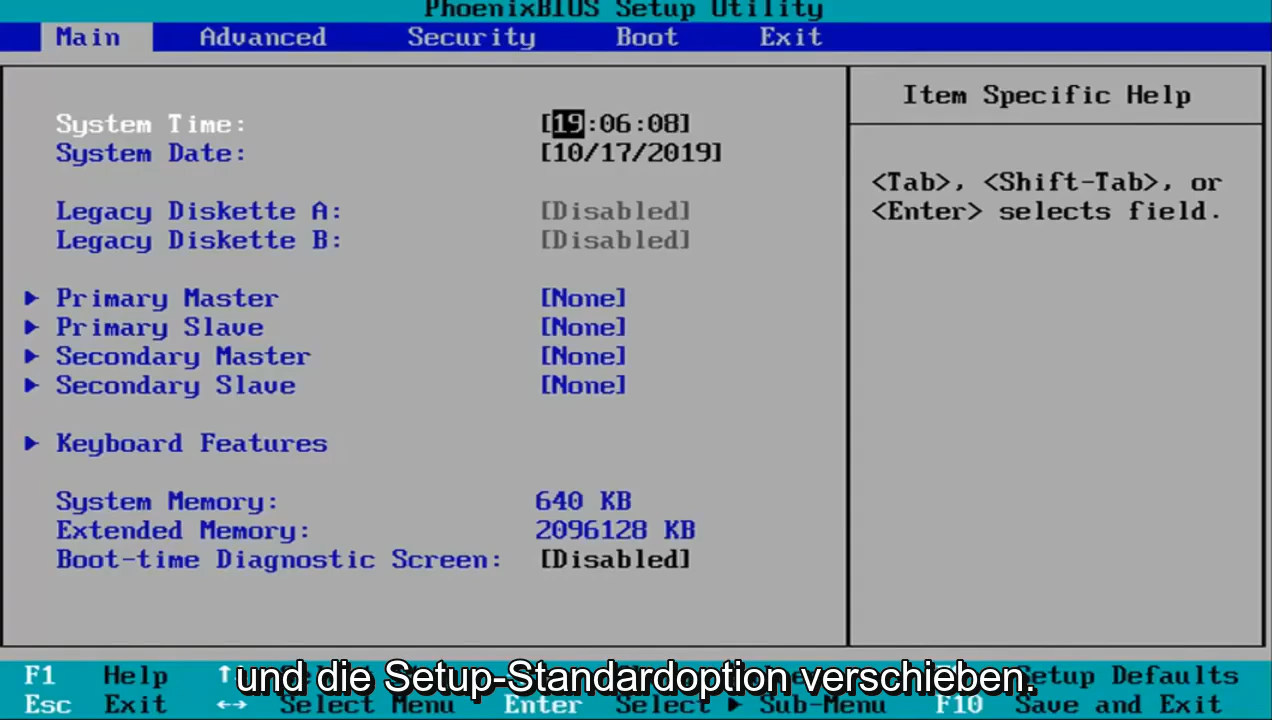 PhoenixBIOS Setup Utility
Main Advanced Security Boot Exit
Item Specific Help
System Time: [19:06:08]
System Date: [10/17/2019]
<Tab>, <Shift-Tab>, or
<Enter> selects field.
Legacy Diskette A: [Disabled]
Legacy Diskette B: [Disabled]
Primary Master [None]
Primary Slave [None]
Secondary Master [None]
Secondary Slave [None]
Keyboard Features
System Memory: 640 KB
Extended Memory: 2096128 KB
Boot-time Diagnostic Screen: [Disabled]
F1 Help Setup Defaults
und die Setup-Standardoption verschieben.
Esc Exit ↔ Select Menu Enter Select ▶ Sub-Menu F10 Save and Exit